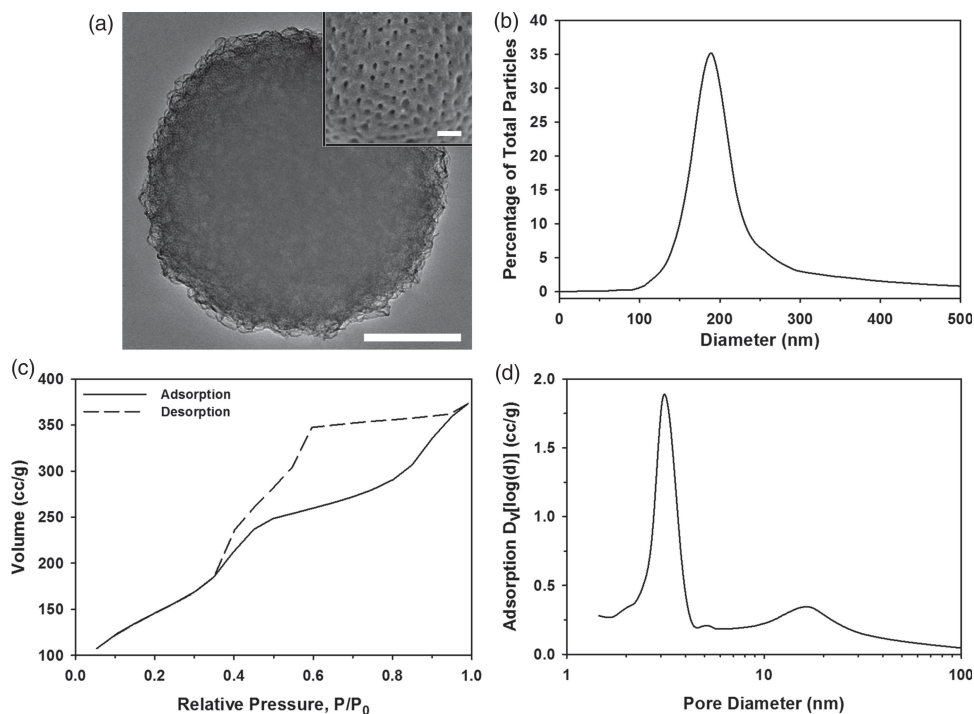 (a)
(b)
40
35
30
25
20
15
10
5
0
Percentage of Total Particles
0 100 200 300 400 500
Diameter (nm)
(c)
400
350
300
250
200
150
100
Volume (cc/g)
Adsorption
Desorption
0.0 0.2 0.4 0.6 0.8 1.0
Relative Pressure, P/P0
(d)
2.0
1.5
1.0
0.5
0.0
Adsorption DV[log(d)] (cc/g)
1 10 100
Pore Diameter (nm)